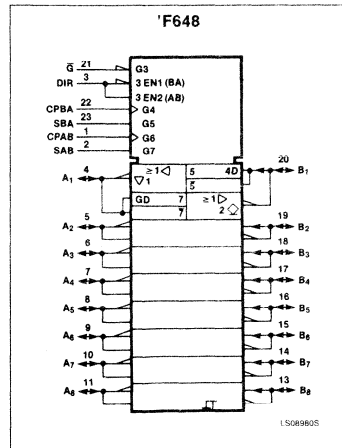 'F648
G̅ 21 G3
DIR 3 3 EN1 (BA)
3 EN2 (AB)
CPBA 22 G4
SBA 23 G5
CPAB 1 G6
SAB 2 G7
A1 4 ≥1 1 5 4D 20 B1
5̅
GD 7 ≥1
7̅ 2
A2 5 19 B2
A3 6 18 B3
A4 7 17 B4
A5 8 16 B5
A6 9 15 B6
A7 10 14 B7
A8 11 13 B8
LS08980S